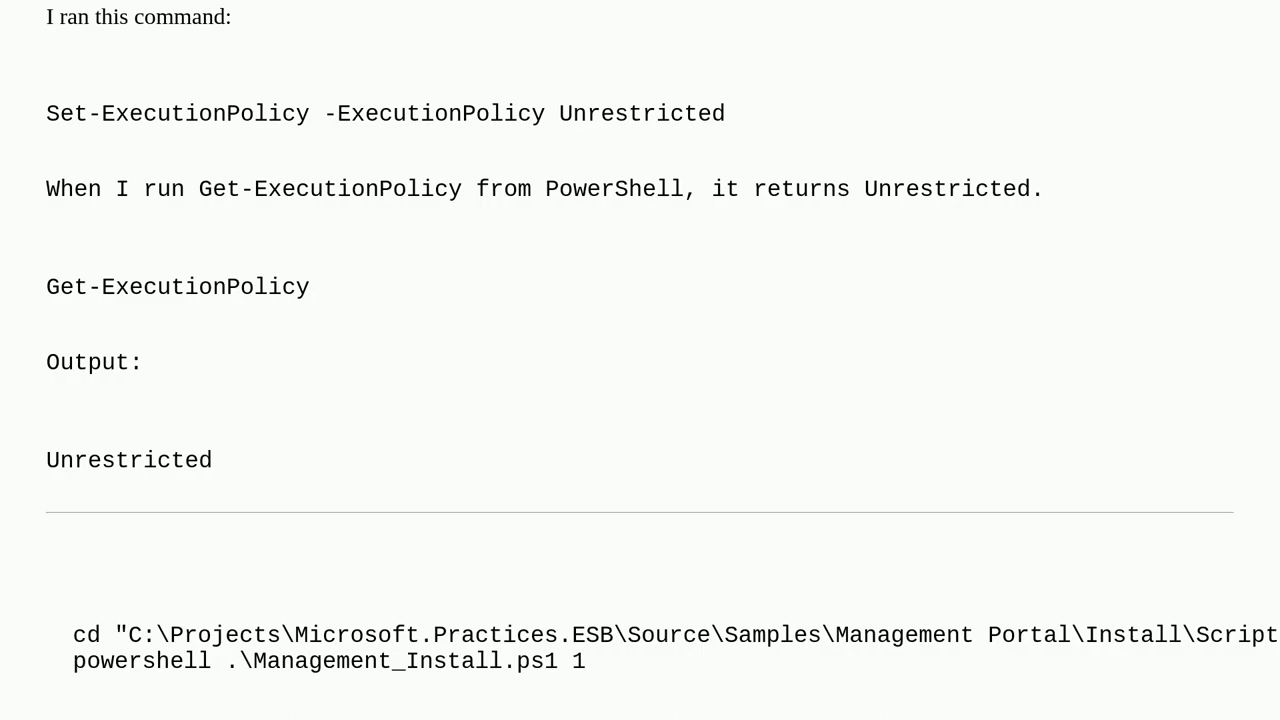 I ran this command:
Set-ExecutionPolicy -ExecutionPolicy Unrestricted
When I run Get-ExecutionPolicy from PowerShell, it returns Unrestricted.
Get-ExecutionPolicy
Output:
Unrestricted
cd "C:\Projects\Microsoft.Practices.ESB\Source\Samples\Management Portal\Install\Script
powershell .\Management_Install.ps1 1